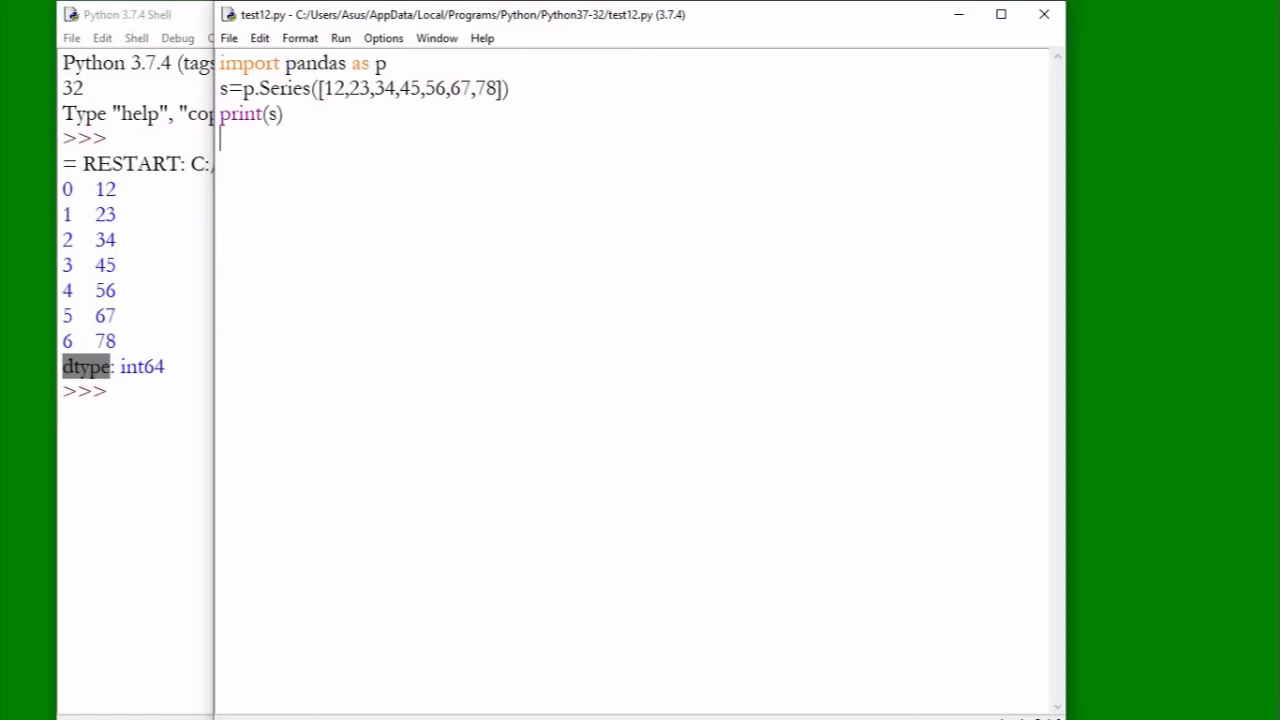 Python 3.7.4 Shell
File Edit Shell Debug
Python 3.7.4 (tags
32
Type "help", "cop
>>>
= RESTART: C:/
0 12
1 23
2 34
3 45
4 56
5 67
6 78
dtype: int64
>>>
test12.py - C:/Users/Asus/AppData/Local/Programs/Python/Python37-32/test12.py (3.7.4)
File Edit Format Run Options Window Help
import pandas as p
s=p.Series([12,23,34,45,56,67,78])
print(s)